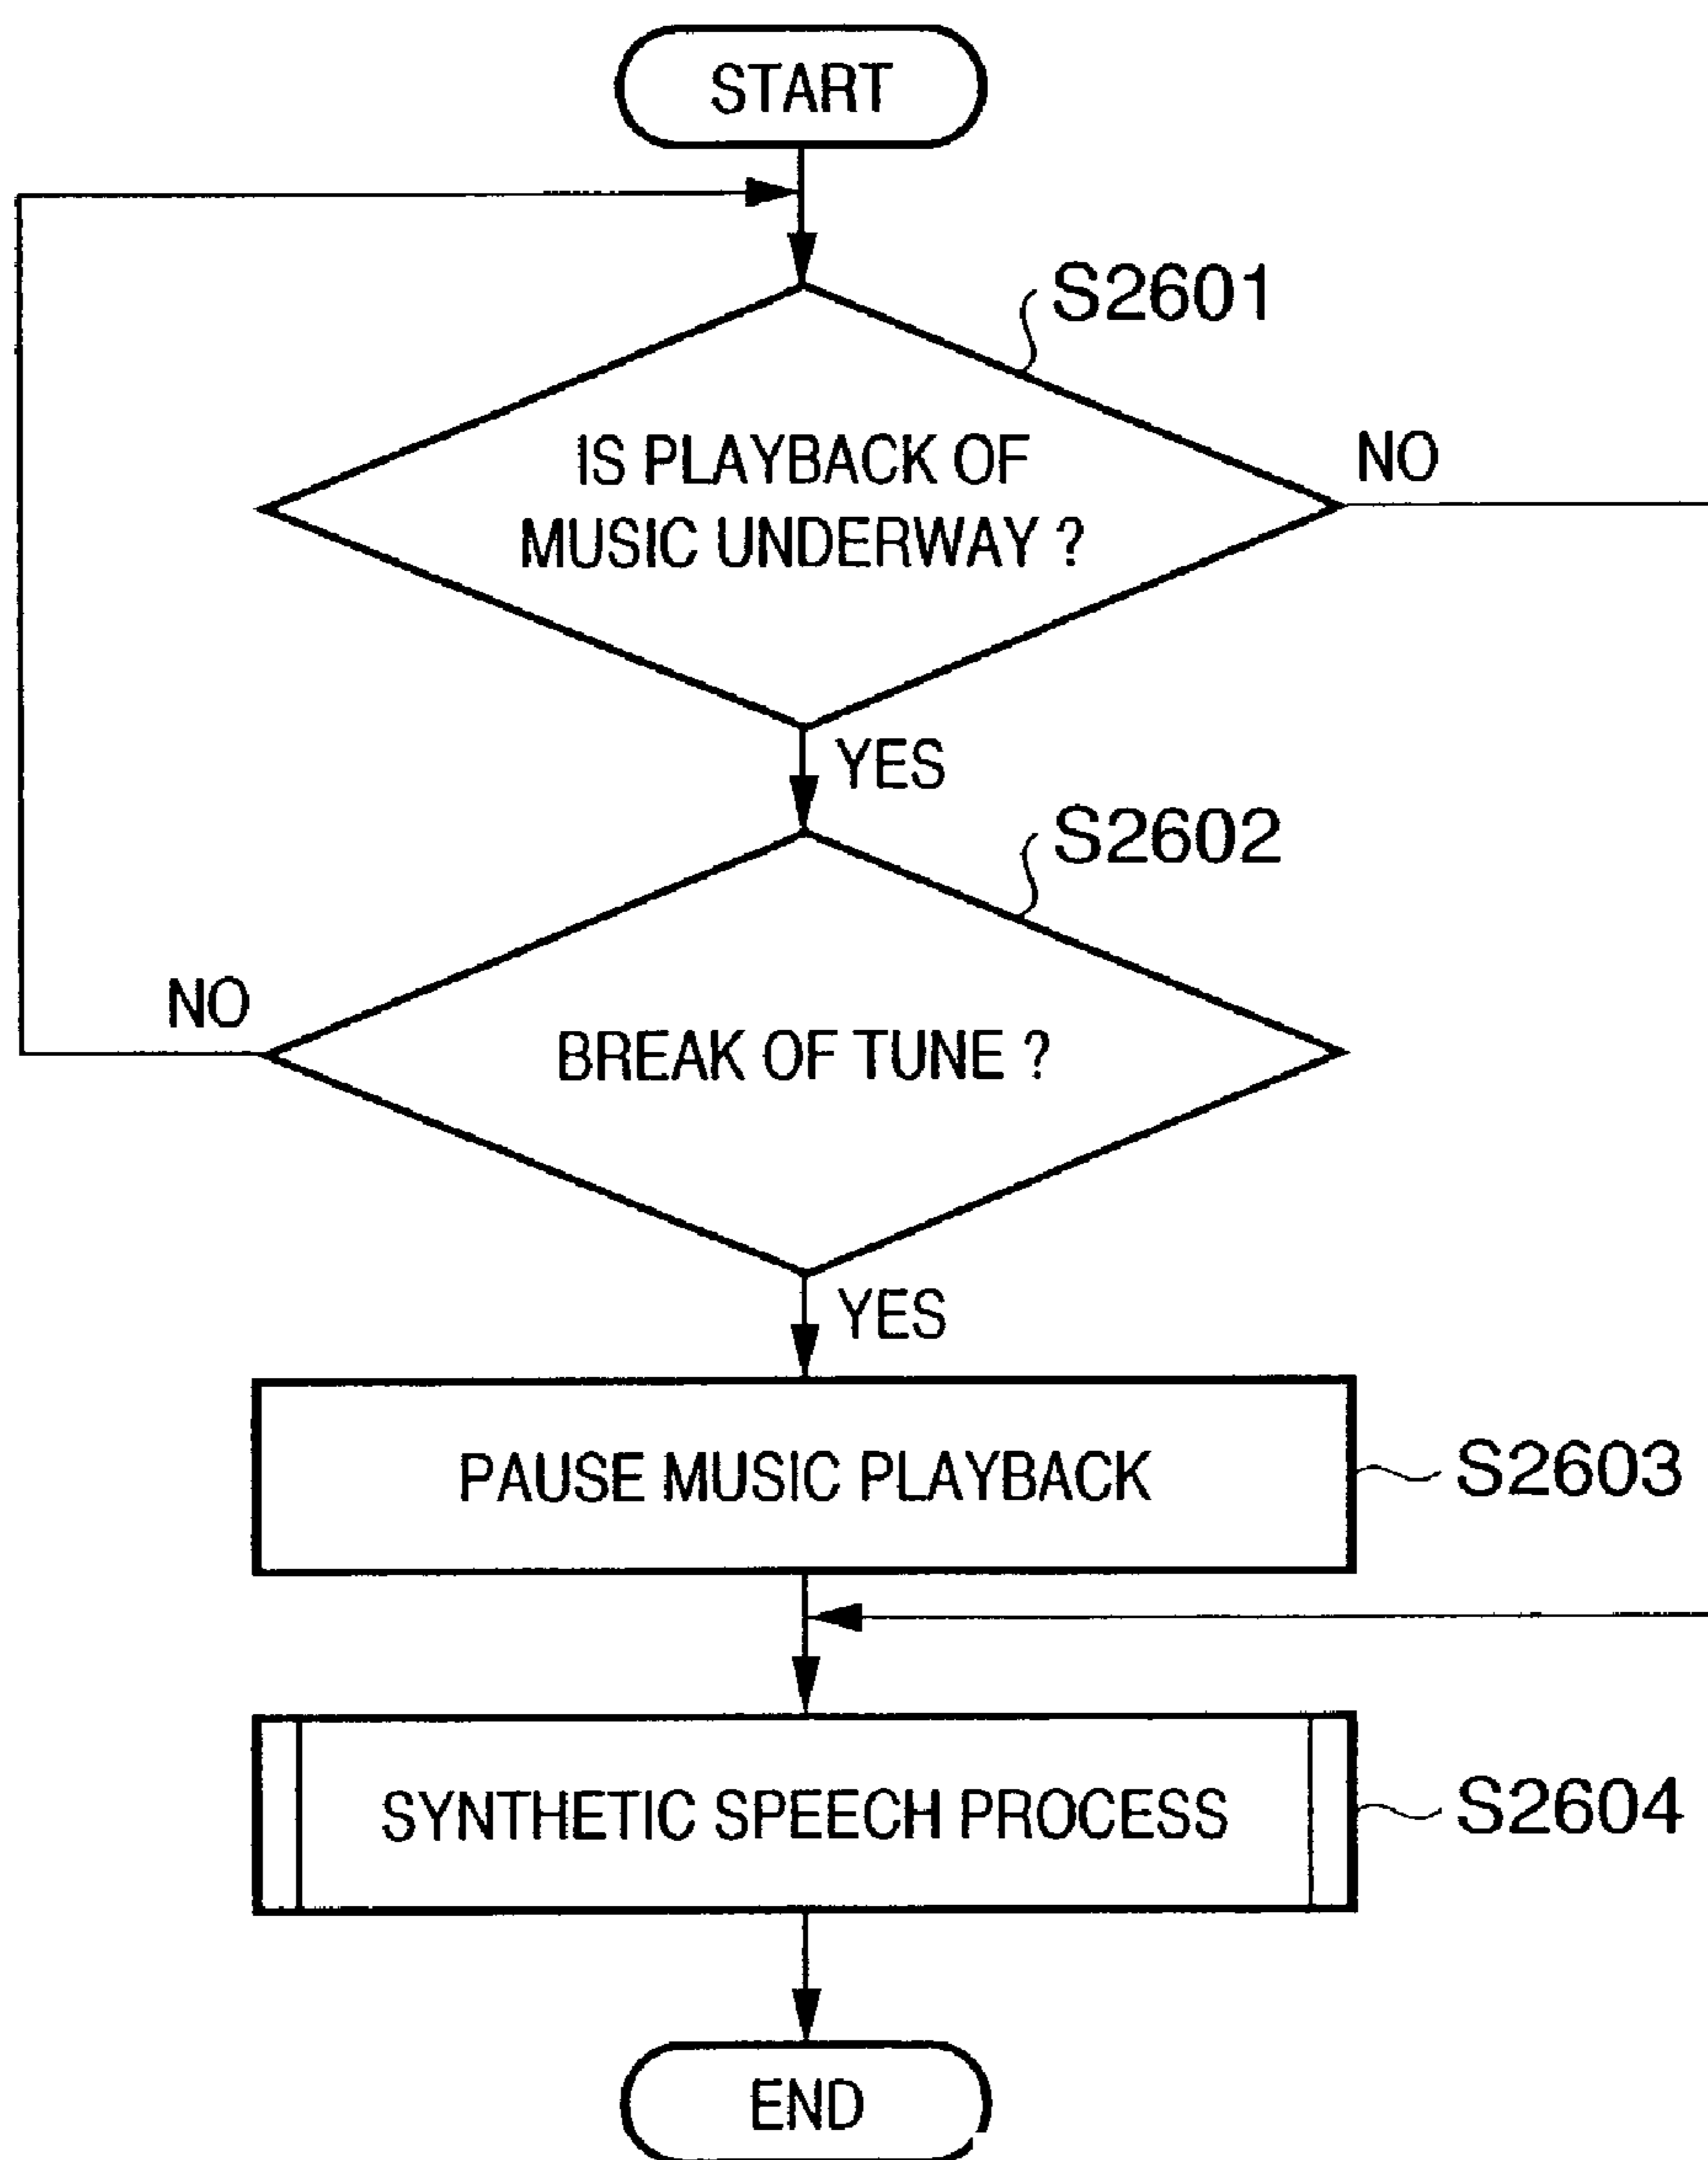 START
S2601
IS PLAYBACK OF
MUSIC UNDERWAY ?
NO
YES
S2602
NO
BREAK OF TUNE ?
YES
PAUSE MUSIC PLAYBACK
S2603
SYNTHETIC SPEECH PROCESS
S2604
END